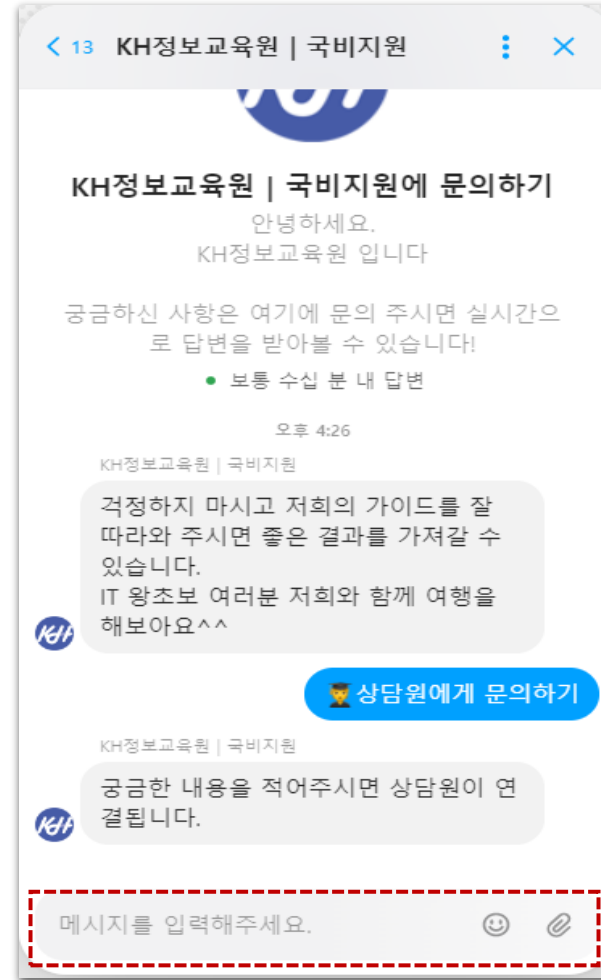 13 KH정보교육원 | 국비지원
KH
KH정보교육원 | 국비지원에 문의하기
안녕하세요.
KH정보교육원 입니다
궁금하신 사항은 여기에 문의 주시면 실시간으
로 답변을 받아볼 수 있습니다!
보통 수십 분 내 답변
오후 4:26
KH정보교육원 | 국비지원
걱정하지 마시고 저희의 가이드를 잘
따라와 주시면 좋은 결과를 가져갈 수
있습니다.
IT 왕초보 여러분 저희와 함께 여행을
해보아요^^
KH
상담원에게 문의하기
KH정보교육원 | 국비지원
궁금한 내용을 적어주시면 상담원이 연
결됩니다.
KH
메시지를 입력해주세요.